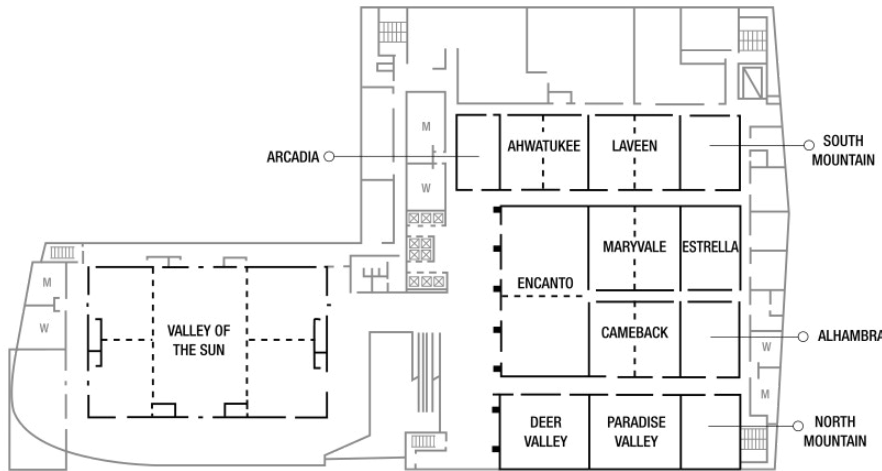 M
ARCADIA
AHWATUKEE
LAVEEN
SOUTH
MOUNTAIN
W
MARYVALE
ESTRELLA
ENCANTO
M
W
VALLEY OF
THE SUN
CAMEBACK
ALHAMBRA
W
M
DEER
VALLEY
PARADISE
VALLEY
NORTH
MOUNTAIN